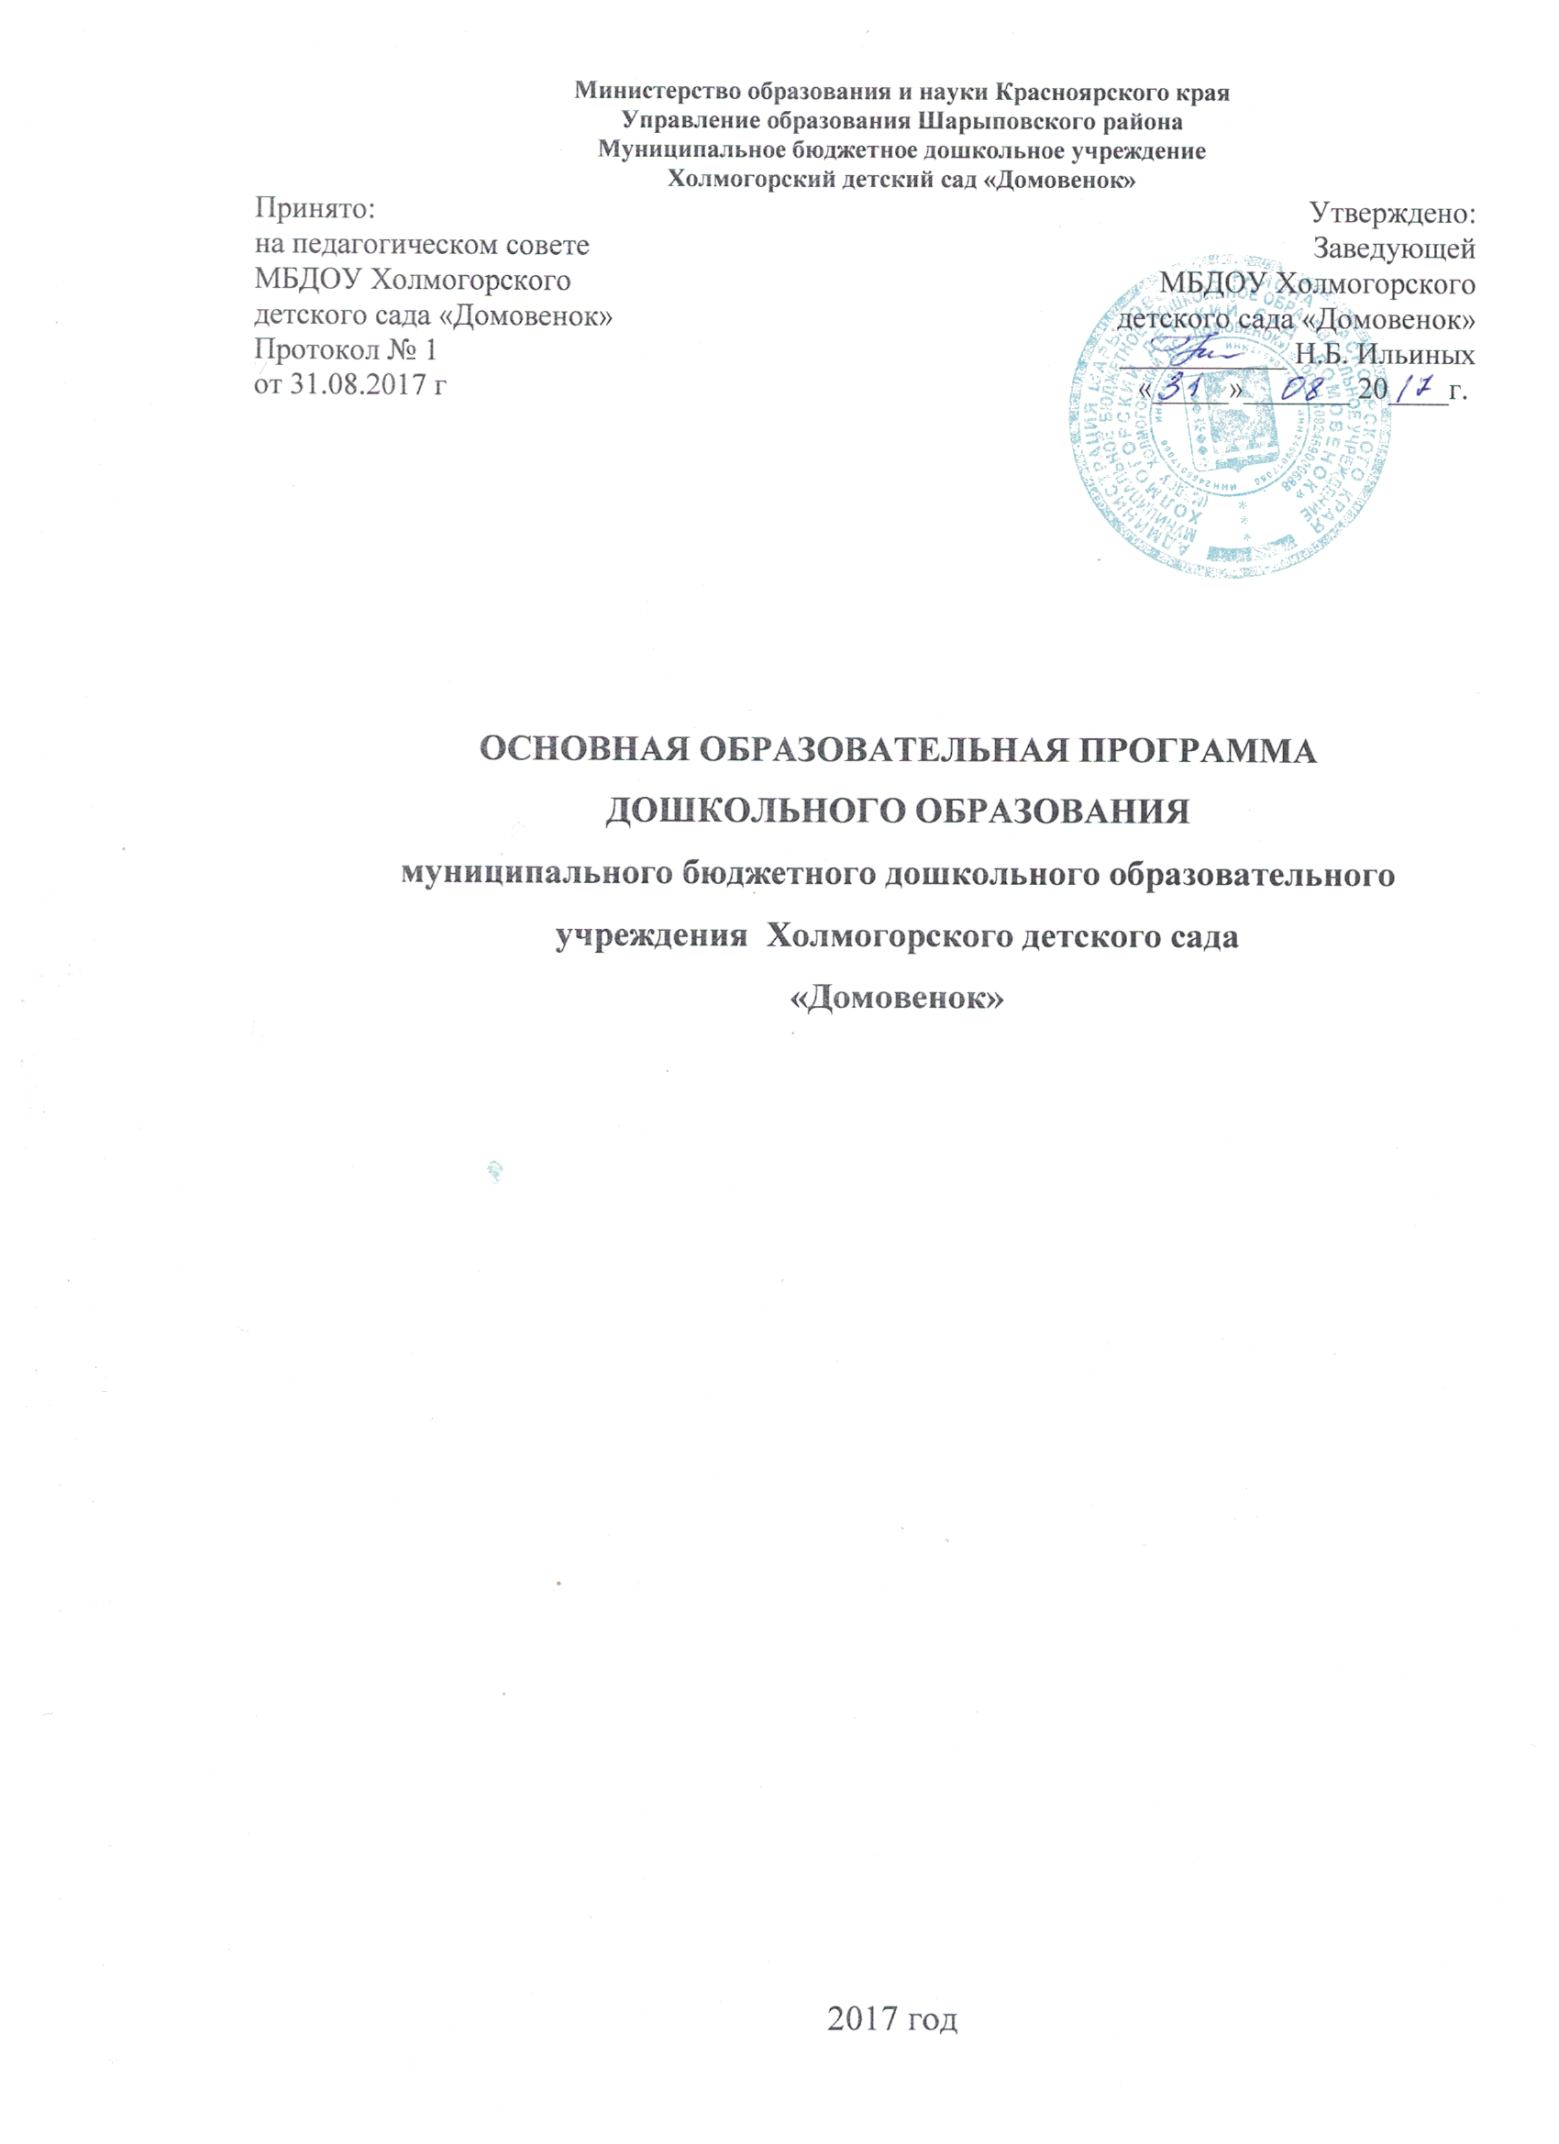 Министерство образования и науки Красноярского края
Управление образования Шарыповского района
Муниципальное бюджетное дошкольное учреждение
Холмогорский детский сад «Домовенок»
Принято:
на педагогическом совете
МБДОУ Холмогорского
детского сада «Домовенок»
Протокол № 1
от 31.08.2017 г
Утверждено:
Заведующей
МБДОУ Холмогорского
детского сада «Домовенок»
Н.Б. Ильиных
«31» 08 2017г.
ОСНОВНАЯ ОБРАЗОВАТЕЛЬНАЯ ПРОГРАММА
ДОШКОЛЬНОГО ОБРАЗОВАНИЯ
муниципального бюджетного дошкольного образовательного
учреждения Холмогорского детского сада
«Домовенок»
2017 год